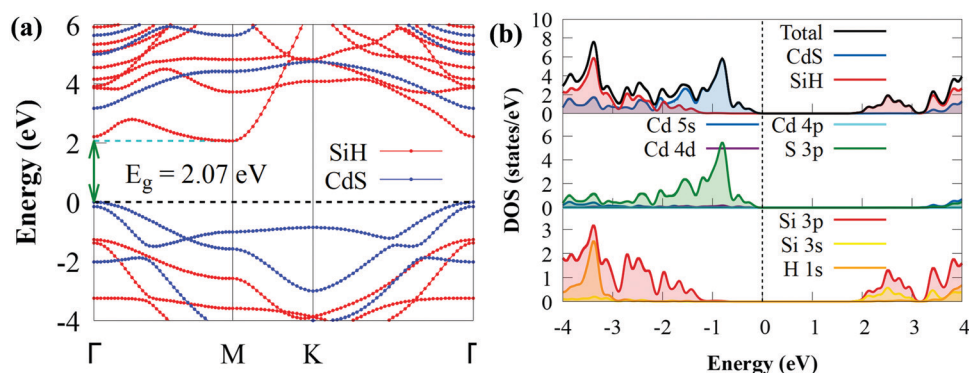 (a)
Energy (eV)
6
4
2
0
-2
-4
SiH
CdS
E_g = 2.07 eV
Γ M K Γ
(b)
DOS (states/eV)
10
8
6
4
2
0
Total
CdS
SiH
6
4
2
0
Cd 5s Cd 4p
Cd 4d S 3p
3
2
1
0
Si 3p
Si 3s
H 1s
-4 -3 -2 -1 0 1 2 3 4
Energy (eV)